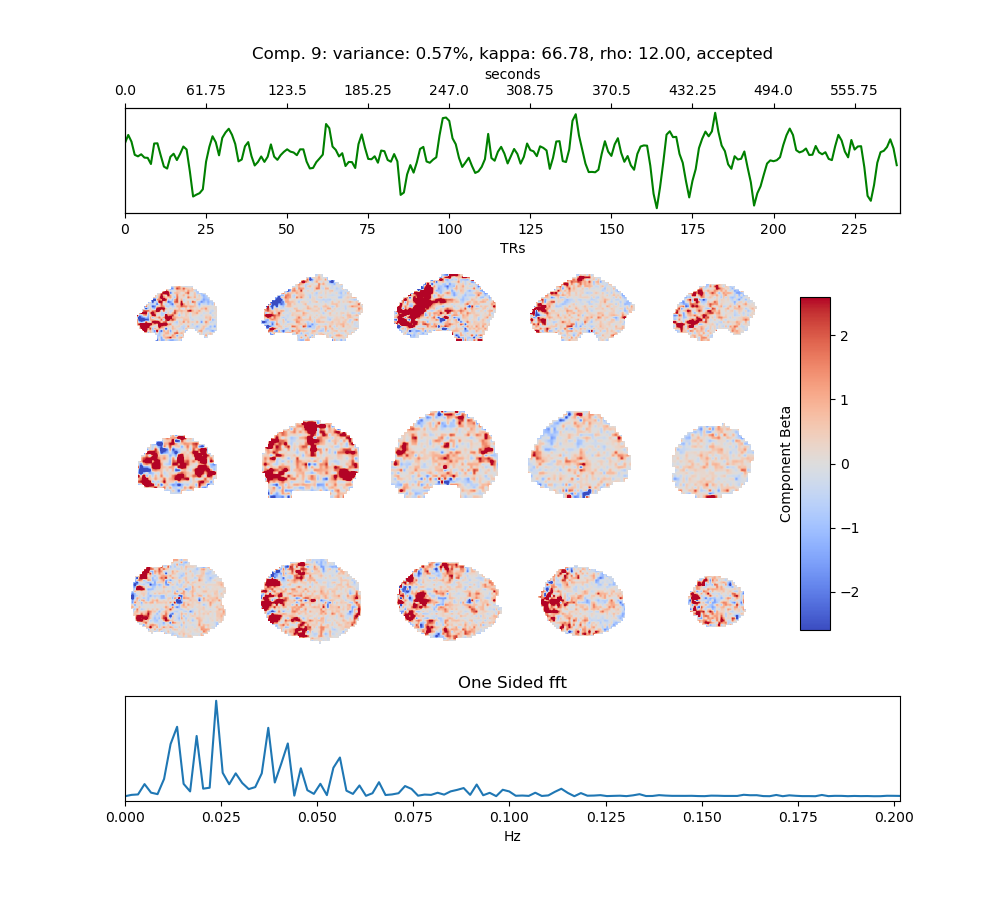 Comp. 9: variance: 0.57%, kappa: 66.78, rho: 12.00, accepted
seconds
0.0 61.75 123.5 185.25 247.0 308.75 370.5 432.25 494.0 555.75
0 25 50 75 100 125 150 175 200 225
TRs
2
1
0
−1
−2
Component Beta
One Sided fft
0.000 0.025 0.050 0.075 0.100 0.125 0.150 0.175 0.200
Hz